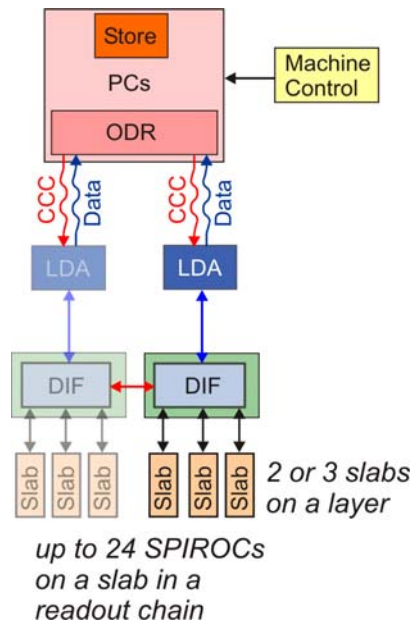 Store
PCs
Machine
Control
ODR
CCC
Data
CCC
Data
LDA
LDA
DIF
DIF
Slab
Slab
Slab
Slab
Slab
Slab
2 or 3 slabs
on a layer
up to 24 SPIROCs
on a slab in a
readout chain